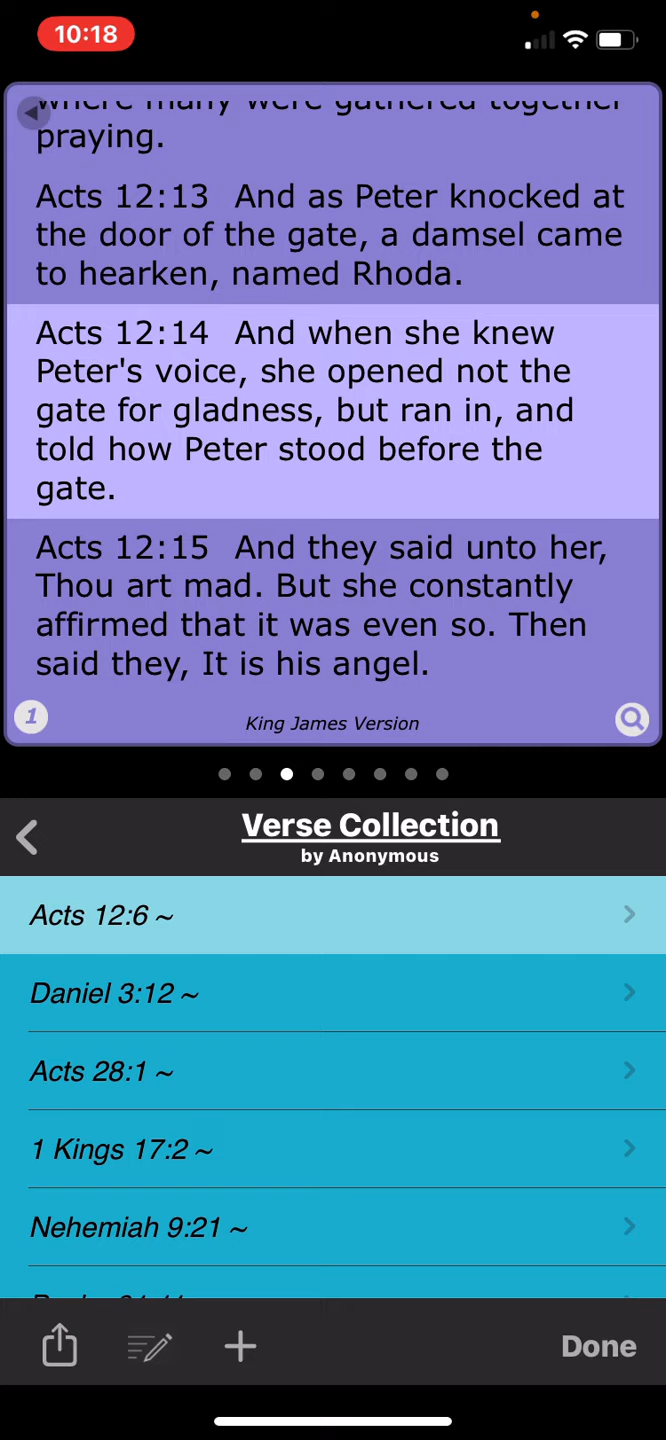 10:18
where many were gathered together
praying.
Acts 12:13 And as Peter knocked at
the door of the gate, a damsel came
to hearken, named Rhoda.
Acts 12:14 And when she knew
Peter's voice, she opened not the
gate for gladness, but ran in, and
told how Peter stood before the
gate.
Acts 12:15 And they said unto her,
Thou art mad. But she constantly
affirmed that it was even so. Then
said they, It is his angel.
1
King James Version
Verse Collection
by Anonymous
Acts 12:6 ~
Daniel 3:12 ~
Acts 28:1 ~
1 Kings 17:2 ~
Nehemiah 9:21 ~
Done